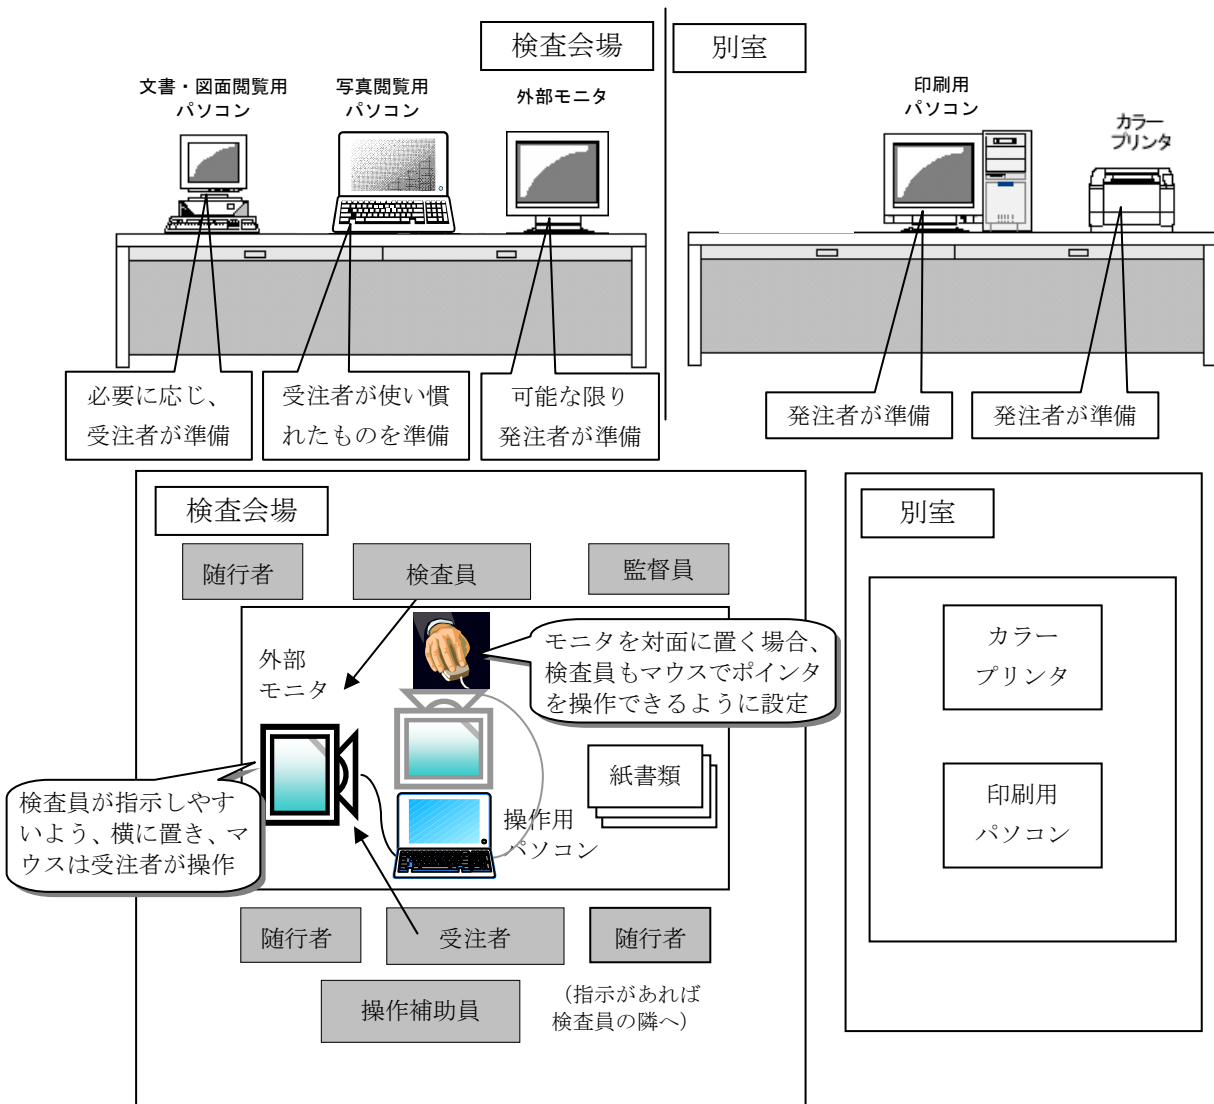 検査会場
別室
文書・図面閲覧用
パソコン
写真閲覧用
パソコン
外部モニタ
印刷用
パソコン
カラー
プリンタ
必要に応じ、
受注者が準備
受注者が使い慣
れたものを準備
可能な限り
発注者が準備
発注者が準備
発注者が準備
検査会場
随行者
検査員
監督員
外部
モニタ
モニタを対面に置く場合、
検査員もマウスでポインタ
を操作できるように設定
検査員が指示しやす
いよう、横に置き、マ
ウスは受注者が操作
紙書類
操作用
パソコン
随行者
受注者
随行者
操作補助員
（指示があれば
検査員の隣へ）
別室
カラー
プリンタ
印刷用
パソコン